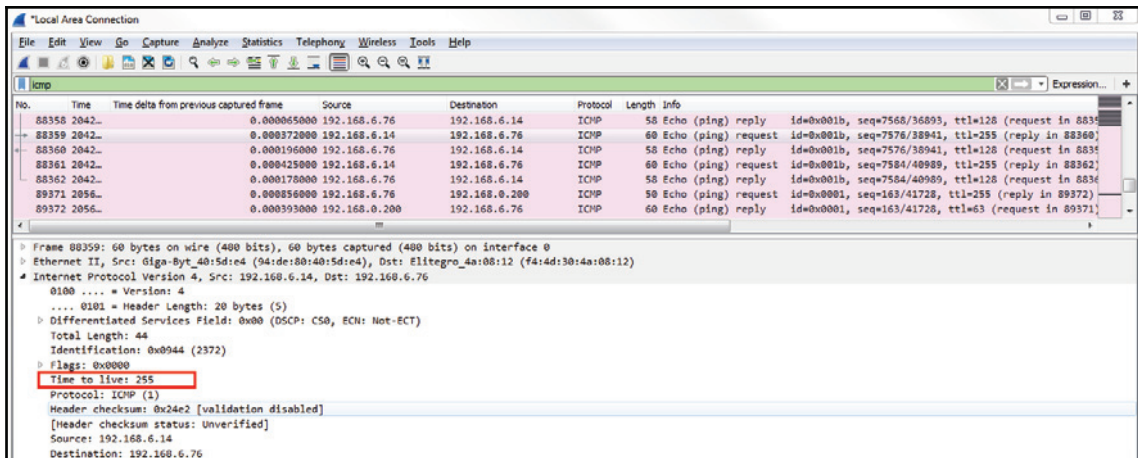 *Local Area Connection
File Edit View Go Capture Analyze Statistics Telephony Wireless Tools Help
icmp
Expression... +
No. Time Time delta from previous captured frame Source Destination Protocol Length Info
88358 2042… 0.000065000 192.168.6.76 192.168.6.14 ICMP 58 Echo (ping) reply id=0x001b, seq=7568/36893, ttl=128 (request in 8835
88359 2042… 0.000372000 192.168.6.14 192.168.6.76 ICMP 60 Echo (ping) request id=0x001b, seq=7576/38941, ttl=255 (reply in 88360)
88360 2042… 0.000196000 192.168.6.76 192.168.6.14 ICMP 58 Echo (ping) reply id=0x001b, seq=7576/38941, ttl=128 (request in 8835
88361 2042… 0.000425000 192.168.6.14 192.168.6.76 ICMP 60 Echo (ping) request id=0x001b, seq=7584/40989, ttl=255 (reply in 88362)
88362 2042… 0.000178000 192.168.6.76 192.168.6.14 ICMP 58 Echo (ping) reply id=0x001b, seq=7584/40989, ttl=128 (request in 8836
89371 2056… 0.000856000 192.168.6.76 192.168.0.200 ICMP 50 Echo (ping) request id=0x0001, seq=163/41728, ttl=255 (reply in 89372)
89372 2056… 0.000393000 192.168.0.200 192.168.6.76 ICMP 60 Echo (ping) reply id=0x0001, seq=163/41728, ttl=63 (request in 89371)
Frame 88359: 60 bytes on wire (480 bits), 60 bytes captured (480 bits) on interface 0
Ethernet II, Src: Giga-Byt_40:5d:e4 (94:de:80:40:5d:e4), Dst: Elitegro_4a:08:12 (f4:4d:30:4a:08:12)
Internet Protocol Version 4, Src: 192.168.6.14, Dst: 192.168.6.76
0100 .... = Version: 4
.... 0101 = Header Length: 20 bytes (5)
Differentiated Services Field: 0x00 (DSCP: CS0, ECN: Not-ECT)
Total Length: 44
Identification: 0x0944 (2372)
Flags: 0x0000
Time to live: 255
Protocol: ICMP (1)
Header checksum: 0x24e2 [validation disabled]
[Header checksum status: Unverified]
Source: 192.168.6.14
Destination: 192.168.6.76